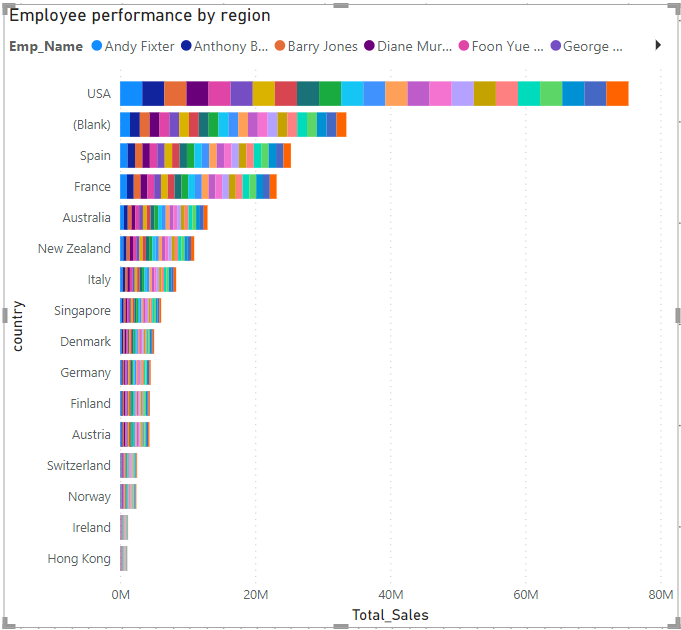 Employee performance by region
Emp_Name Andy Fixter Anthony B... Barry Jones Diane Mur... Foon Yue ... George ...
USA
(Blank)
Spain
France
Australia
New Zealand
Italy
Singapore
Denmark
Germany
Finland
Austria
Switzerland
Norway
Ireland
Hong Kong
country
0M 20M 40M 60M 80M
Total_Sales